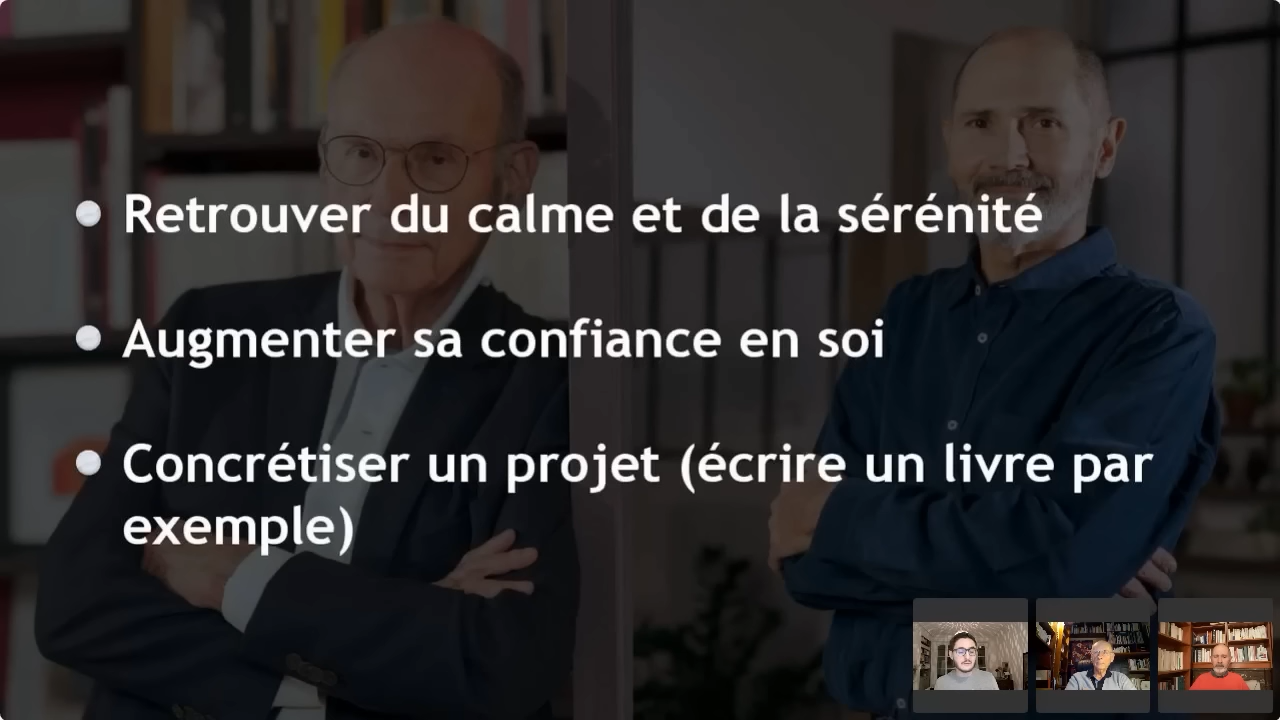 Retrouver du calme et de la sérénité
Augmenter sa confiance en soi
Concrétiser un projet (écrire un livre par
exemple)